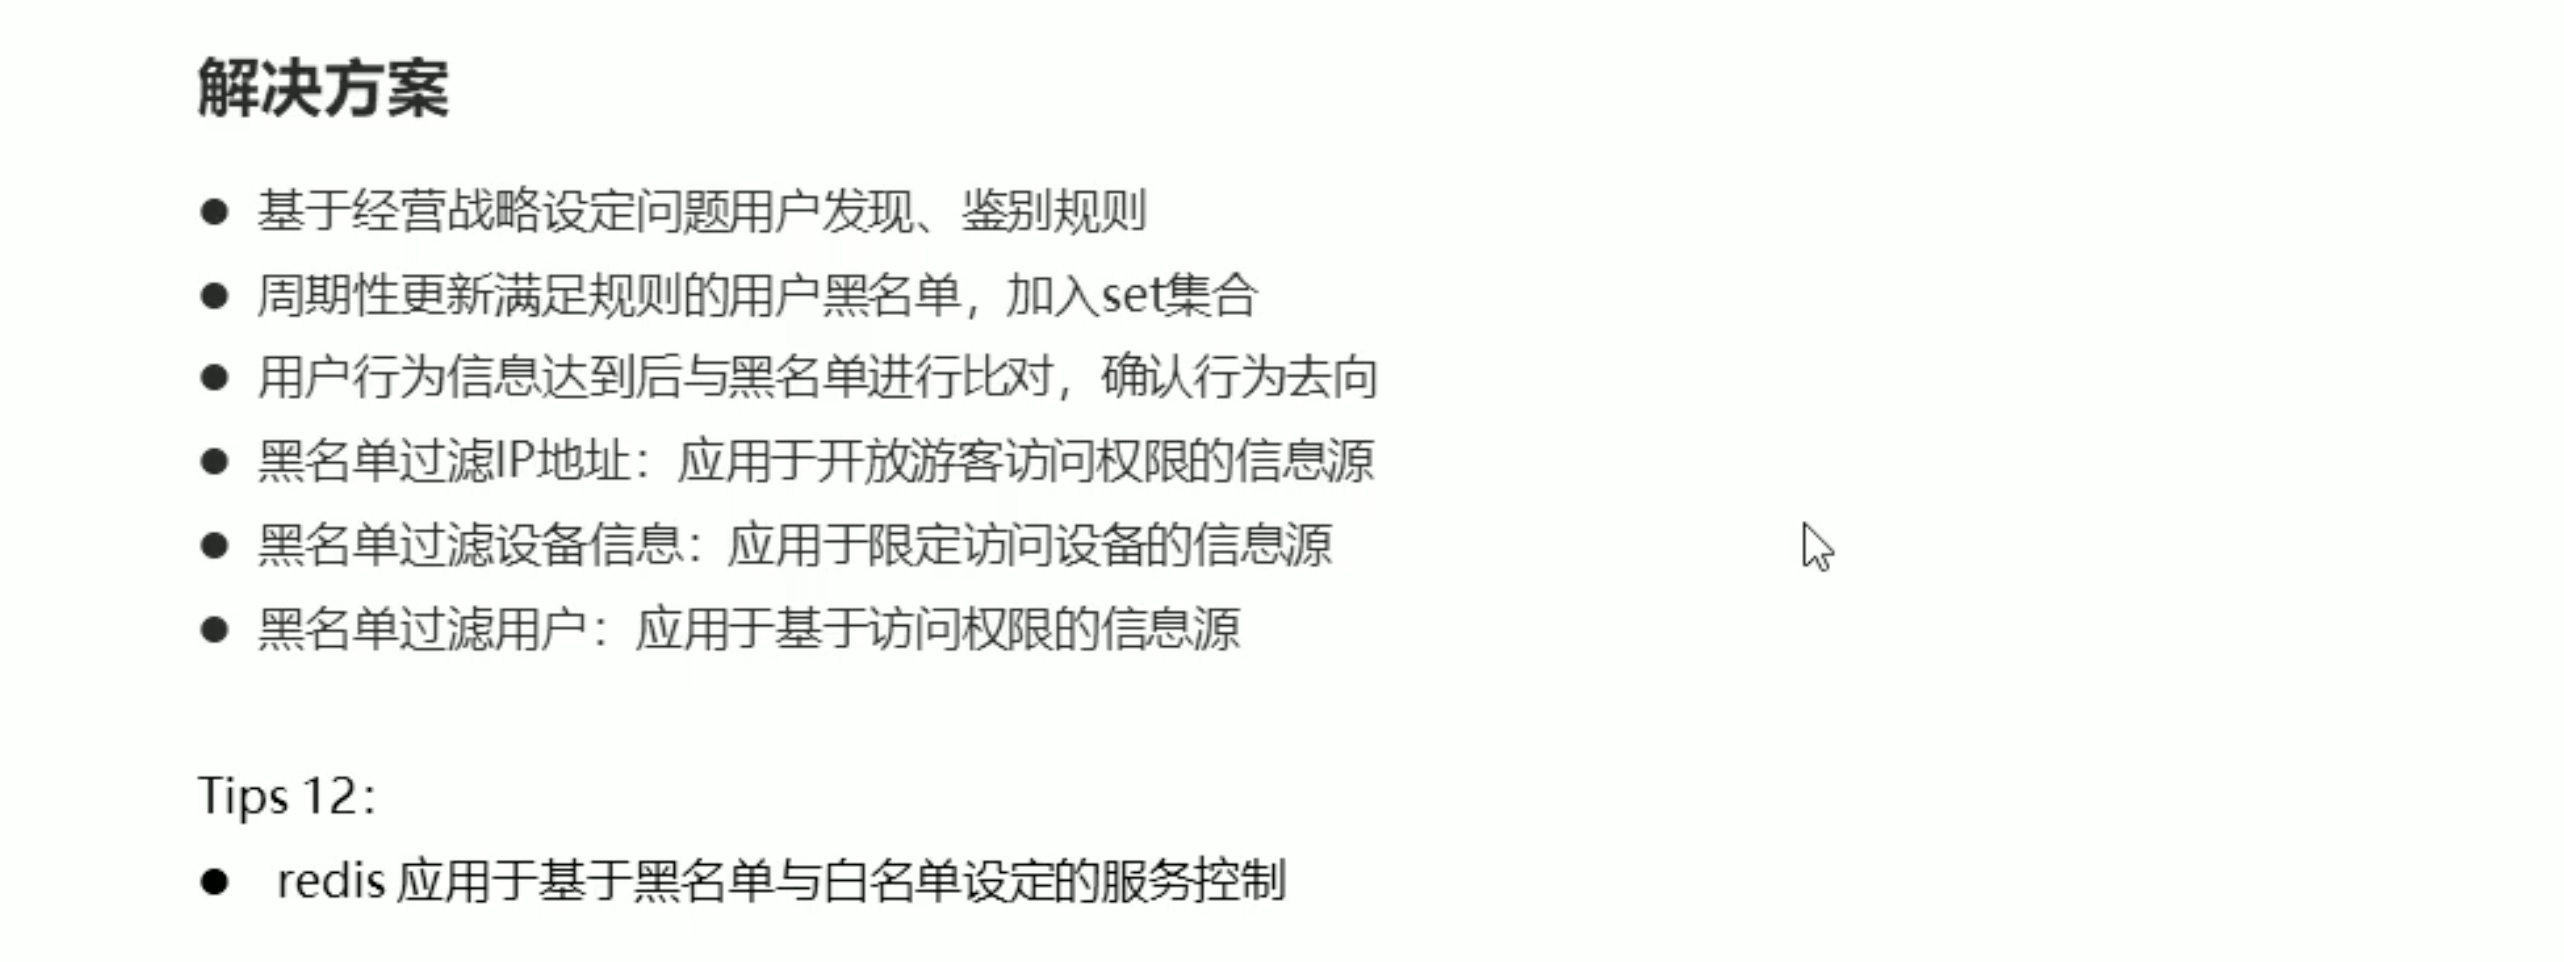 解决方案
● 基于经营战略设定问题用户发现、鉴别规则
● 周期性更新满足规则的用户黑名单，加入set集合
● 用户行为信息达到后与黑名单进行比对，确认行为去向
● 黑名单过滤IP地址：应用于开放游客访问权限的信息源
● 黑名单过滤设备信息：应用于限定访问设备的信息源
● 黑名单过滤用户：应用于基于访问权限的信息源
Tips 12：
● redis 应用于基于黑名单与白名单设定的服务控制